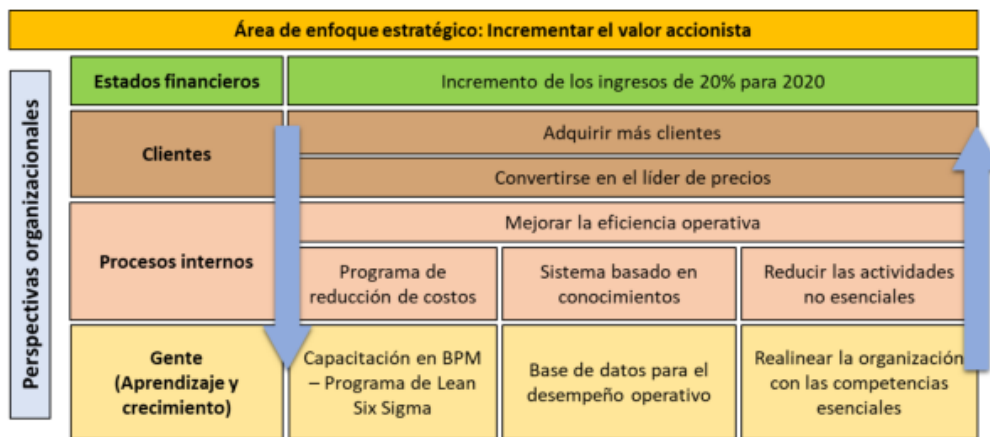 Área de enfoque estratégico: Incrementar el valor accionista
Perspectivas organizacionales
Estados financieros
Incremento de los ingresos de 20% para 2020
Clientes
Adquirir más clientes
Convertirse en el líder de precios
Procesos internos
Mejorar la eficiencia operativa
Programa de
reducción de costos
Sistema basado en
conocimientos
Reducir las actividades
no esenciales
Gente
(Aprendizaje y
crecimiento)
Capacitación en BPM
– Programa de Lean
Six Sigma
Base de datos para el
desempeño operativo
Realinear la organización
con las competencias
esenciales